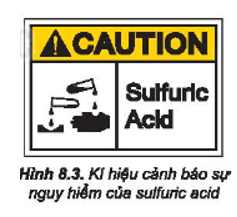 CAUTION
Sulfuric
Acid
Hình 8.3. Kí hiệu cảnh báo sự
nguy hiểm của sulfuric acid